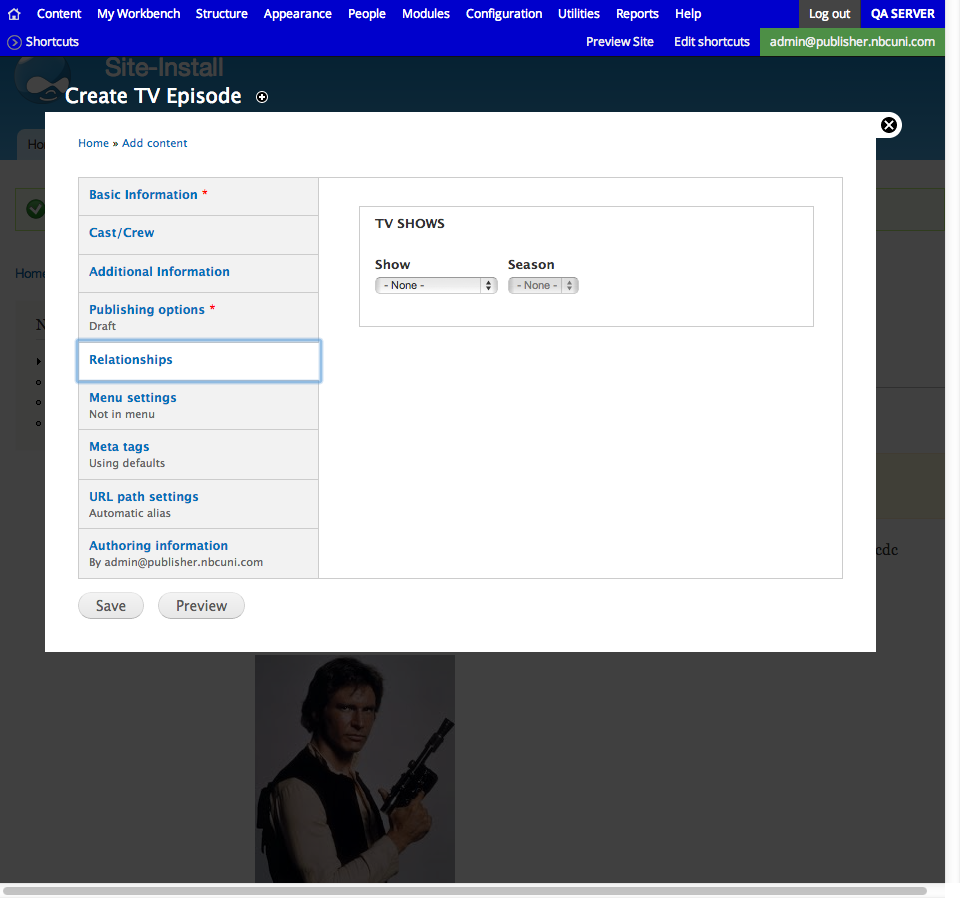 Content My Workbench Structure Appearance People Modules Configuration Utilities Reports Help Log out QA SERVER
Shortcuts Preview Site Edit shortcuts admin@publisher.nbcuni.com
Site-Install
Create TV Episode
Ho
Home » Add content
Basic Information *
Cast/Crew
Additional Information
Publishing options *
Draft
Relationships
Menu settings
Not in menu
Meta tags
Using defaults
URL path settings
Automatic alias
Authoring information
By admin@publisher.nbcuni.com
TV SHOWS
Show Season
- None - - None -
Save Preview
Home
N
cdc